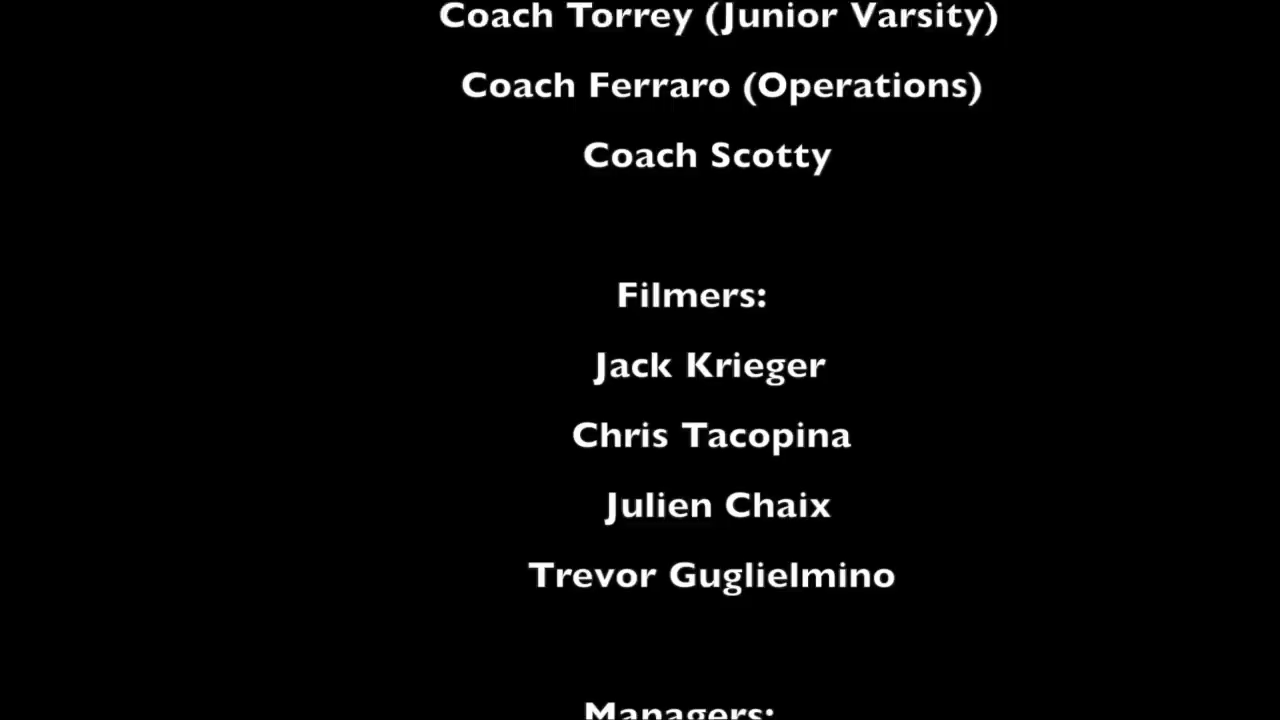 Coach Torrey (Junior Varsity)
Coach Ferraro (Operations)
Coach Scotty
Filmers:
Jack Krieger
Chris Tacopina
Julien Chaix
Trevor Guglielmino
Managers: